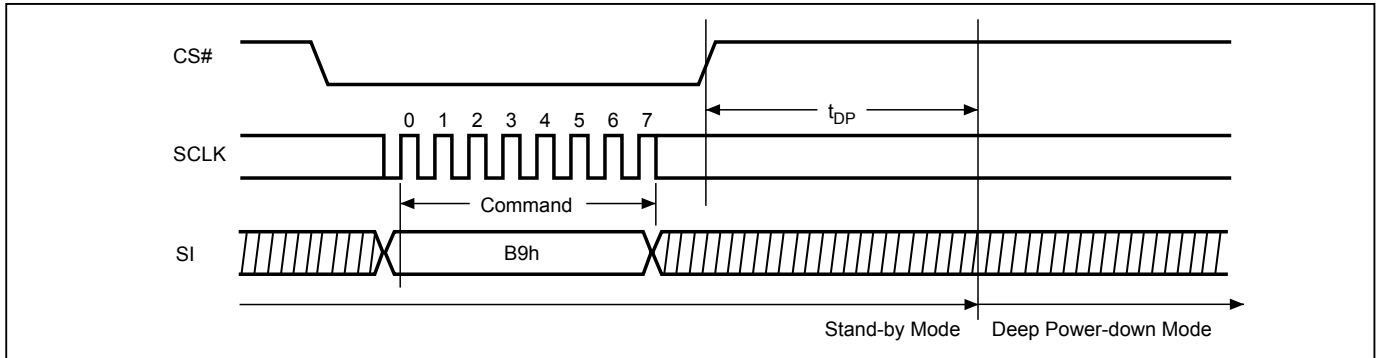 CS#
tDP
0 1 2 3 4 5 6 7
SCLK
Command
SI
B9h
Stand-by Mode
Deep Power-down Mode